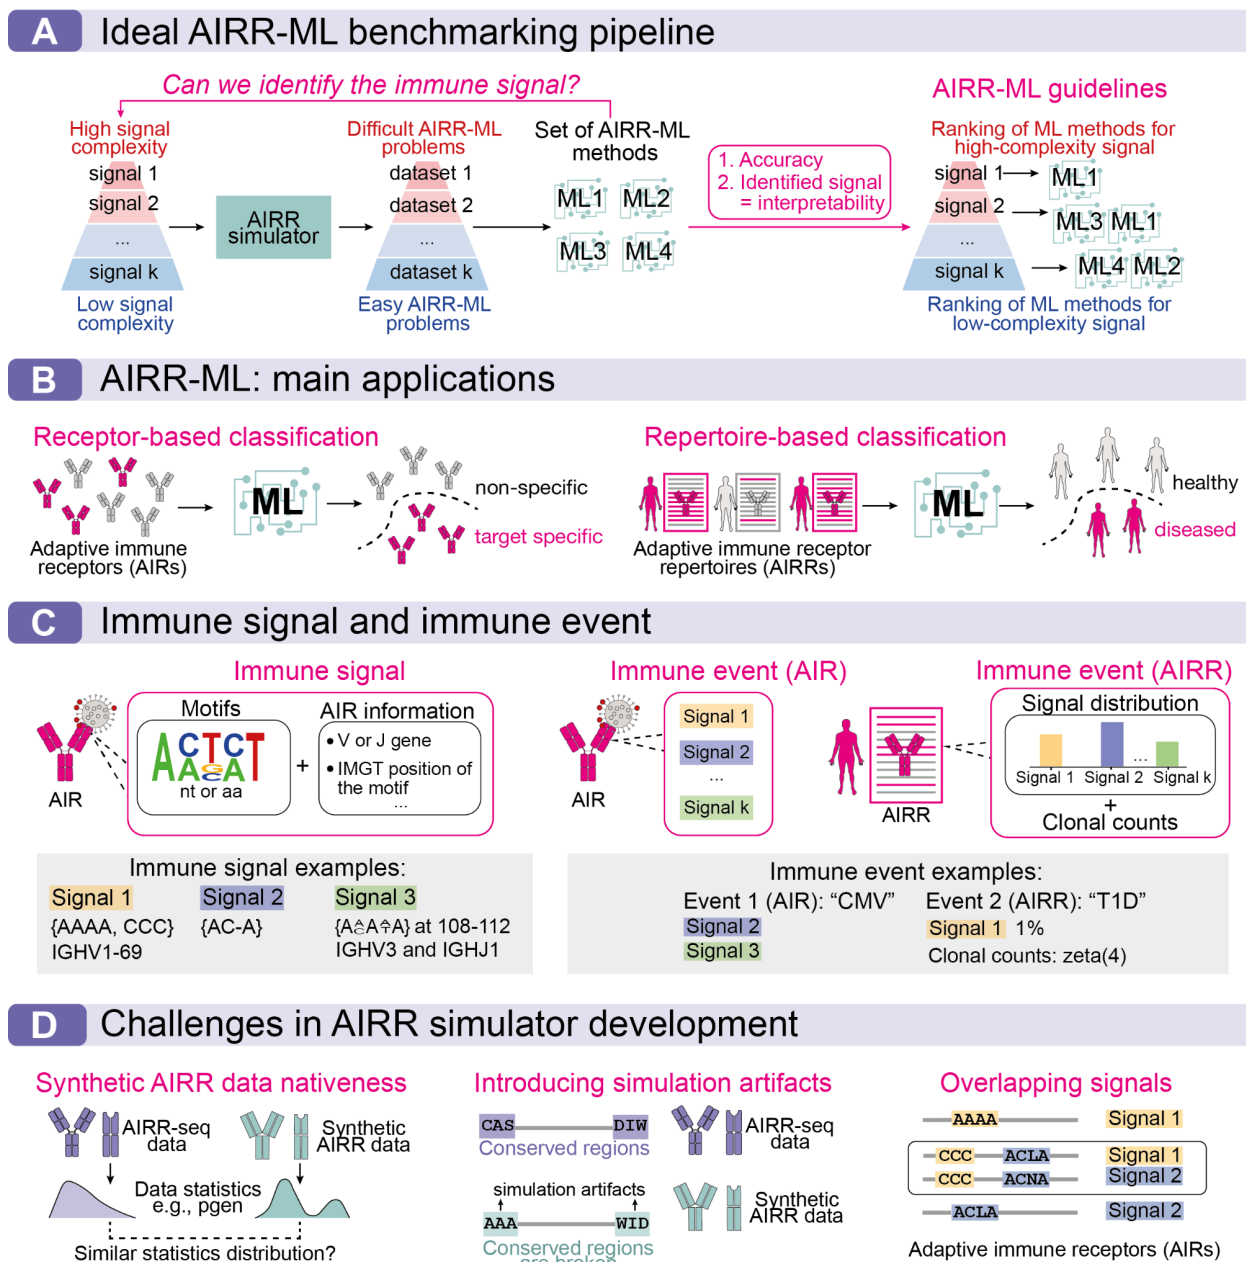 A Ideal AIRR-ML benchmarking pipeline
Can we identify the immune signal?
High signal
complexity
signal 1
signal 2
...
signal k
Low signal
complexity
AIRR
simulator
Difficult AIRR-ML
problems
dataset 1
dataset 2
...
dataset k
Easy AIRR-ML
problems
Set of AIRR-ML
methods
ML1 ML2
ML3 ML4
1. Accuracy
2. Identified signal
= interpretability
AIRR-ML guidelines
Ranking of ML methods for
high-complexity signal
signal 1 ML1
signal 2 ML3 ML1
...
signal k ML4 ML2
Ranking of ML methods for
low-complexity signal
B AIRR-ML: main applications
Receptor-based classification
Adaptive immune
receptors (AIRs)
ML
non-specific
target specific
Repertoire-based classification
Adaptive immune receptor
repertoires (AIRRs)
ML
healthy
diseased
C Immune signal and immune event
Immune signal
AIR
Motifs
ACTCT
AGAT
C
nt or aa
+
AIR information
• V or J gene
• IMGT position of
the motif
...
Immune event (AIR)
AIR
Signal 1
Signal 2
...
Signal k
Immune event (AIRR)
AIRR
Signal distribution
...
Signal 1 Signal 2 Signal k
+
Clonal counts
Immune signal examples:
Signal 1 Signal 2 Signal 3
{AAAA, CCC} {AC-A} at 108-112
IGHV1-69 IGHV3 and IGHJ1
Immune event examples:
Event 1 (AIR): “CMV”
Signal 2
Signal 3
Event 2 (AIRR): “T1D”
Signal 1 1%
Clonal counts: zeta(4)
D Challenges in AIRR simulator development
Synthetic AIRR data nativeness
AIRR-seq
data
Synthetic
AIRR data
Data statistics
e.g., pgen
Similar statistics distribution?
Introducing simulation artifacts
CAS DIW
Conserved regions
AIRR-seq
data
simulation artifacts
AAA WID
Conserved regions
are broken
Synthetic
AIRR data
Overlapping signals
AAAA Signal 1
CCC ACLA Signal 1
CCC ACNA Signal 2
ACLA Signal 2
Adaptive immune receptors (AIRs)